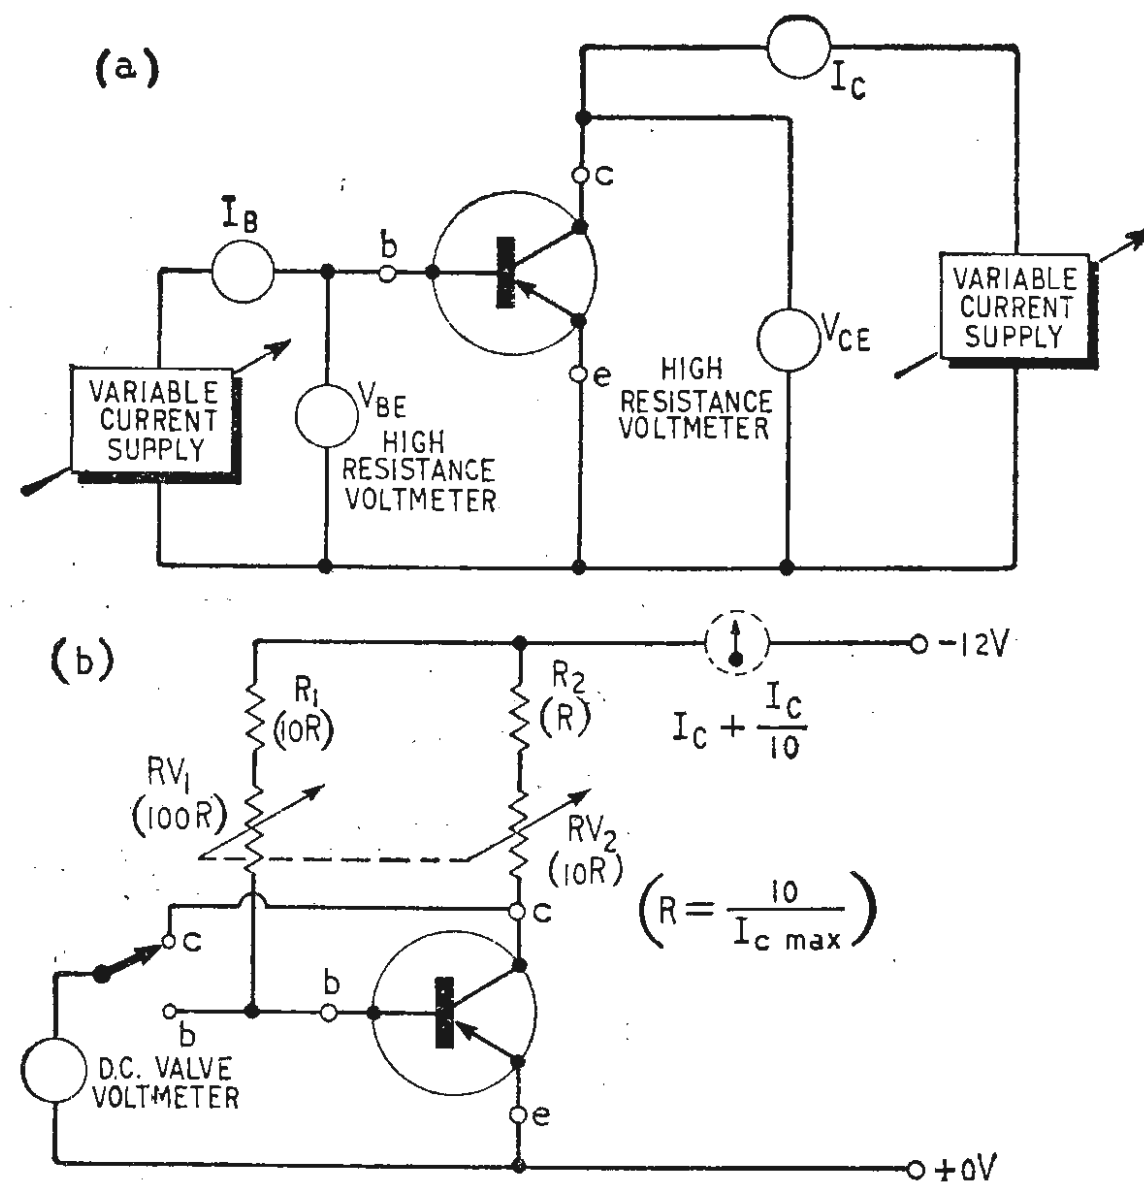 (a)
I_C
c
I_B
b
VARIABLE
CURRENT
SUPPLY
V_CE
HIGH
RESISTANCE
VOLTMETER
e
VARIABLE
CURRENT
SUPPLY
V_BE
HIGH
RESISTANCE
VOLTMETER
(b)
-12V
R_1
(10R)
R_2
(R)
I_C + I_C/10
RV_1
(100R)
RV_2
(10R)
(R = 10/I_c max)
c
c
b
b
D.C. VALVE
VOLTMETER
e
+0V